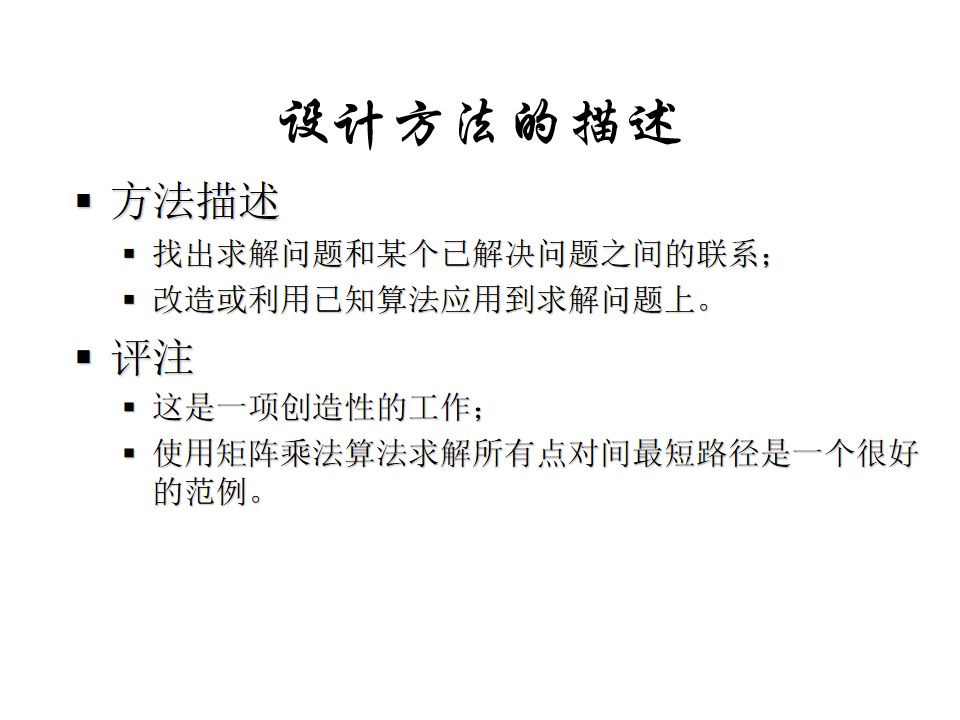 设计方法的描述
▪ 方法描述
▪ 找出求解问题和某个已解决问题之间的联系；
▪ 改造或利用已知算法应用到求解问题上。
▪ 评注
▪ 这是一项创造性的工作；
▪ 使用矩阵乘法算法求解所有点对间最短路径是一个很好
的范例。